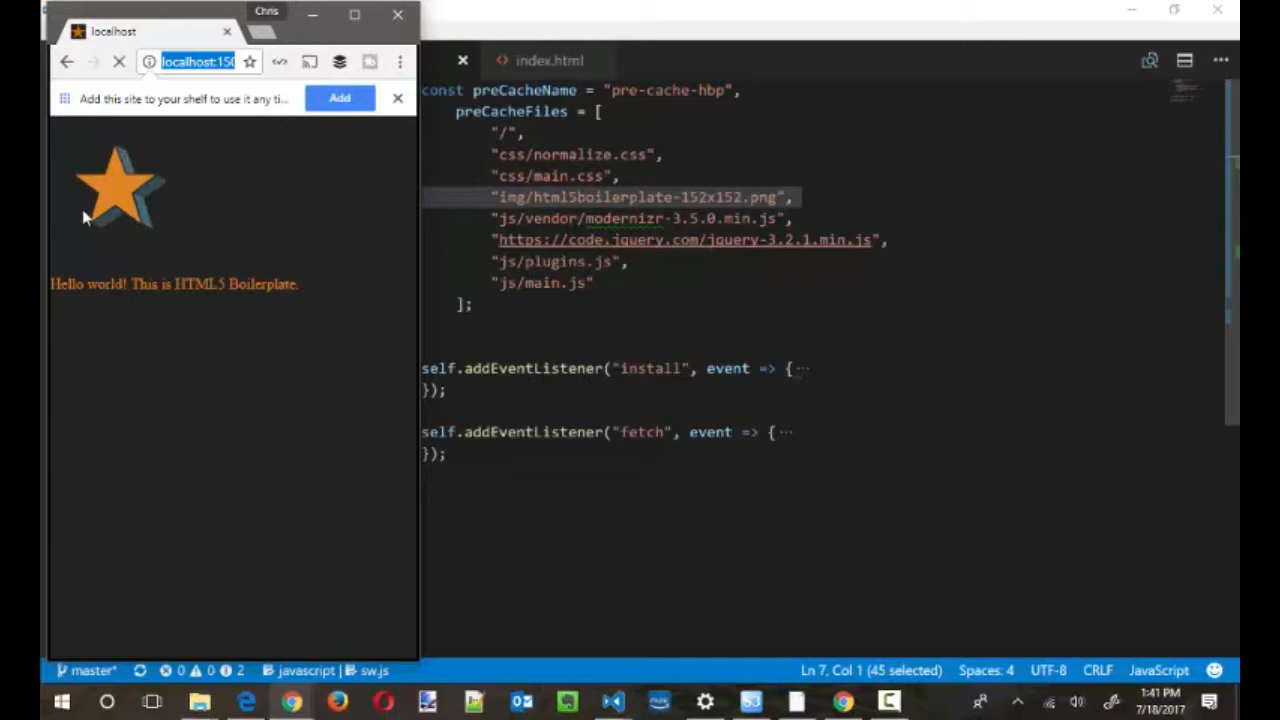 Chris
localhost
localhost:150
Add this site to your shelf to use it any ti...
Add
Hello world! This is HTML5 Boilerplate.
index.html
const preCacheName = "pre-cache-hbp",
preCacheFiles = [
"/",
"css/normalize.css",
"css/main.css",
"img/html5boilerplate-152x152.png",
"js/vendor/modernizr-3.5.0.min.js",
"https://code.jquery.com/jquery-3.2.1.min.js",
"js/plugins.js",
"js/main.js"
];
self.addEventListener("install", event => {...
});
self.addEventListener("fetch", event => {...
});
master* 0 0 2 javascript | sw.js Ln 7, Col 1 (45 selected) Spaces: 4 UTF-8 CRLF JavaScript
1:41 PM
7/18/2017